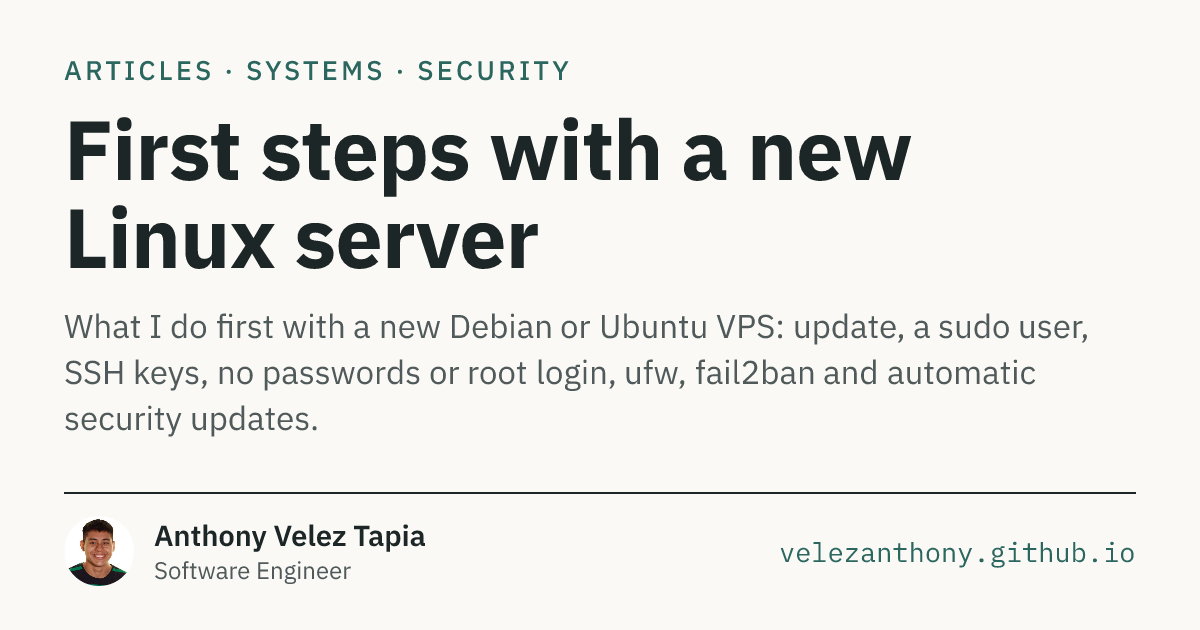 ARTICLES · SYSTEMS · SECURITY
First steps with a new
Linux server
What I do first with a new Debian or Ubuntu VPS: update, a sudo user,
SSH keys, no passwords or root login, ufw, fail2ban and automatic
security updates.
Anthony Velez Tapia
Software Engineer
velezanthony.github.io